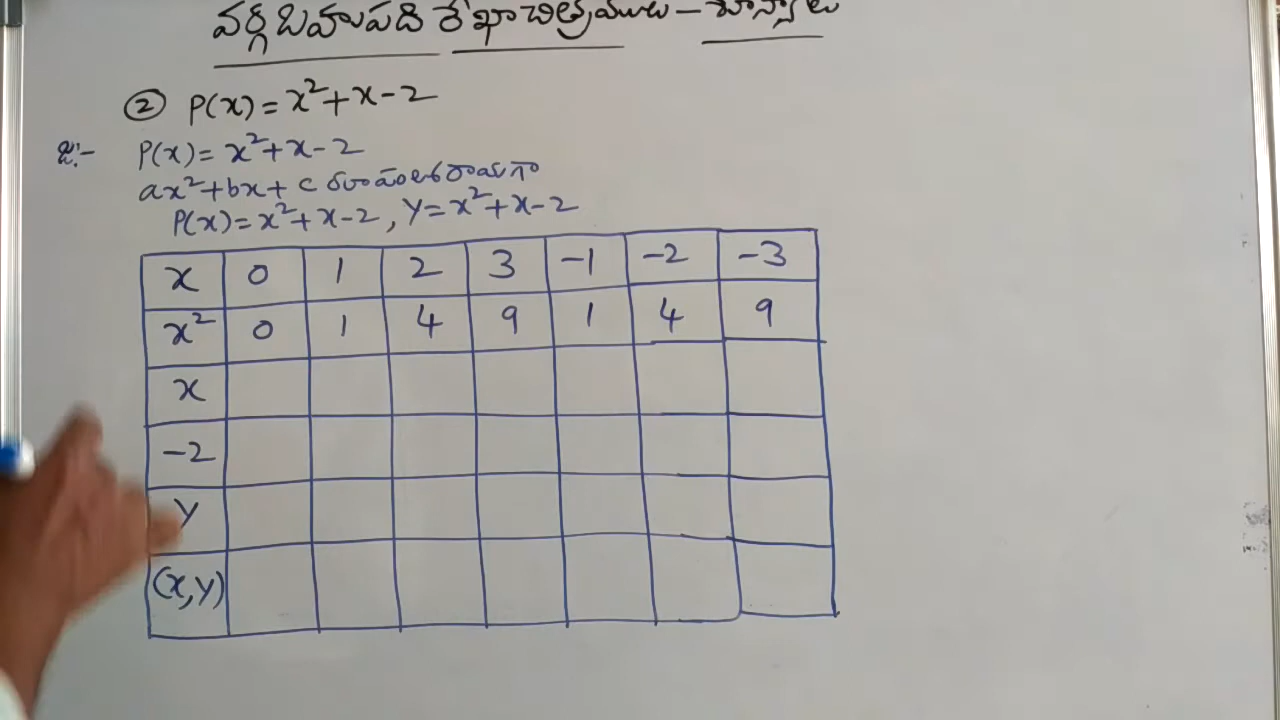 వర్గ బహుపది రేఖా చిత్రములు - శూన్యాలు
② P(x) = x²+x-2
జ:- P(x) = x²+x-2
ax²+bx+c
P(x) = x²+x-2, Y = x²+x-2
x 0 1 2 3 -1 -2 -3
x² 0 1 4 9 1 4 9
x
-2
Y
(x,y)